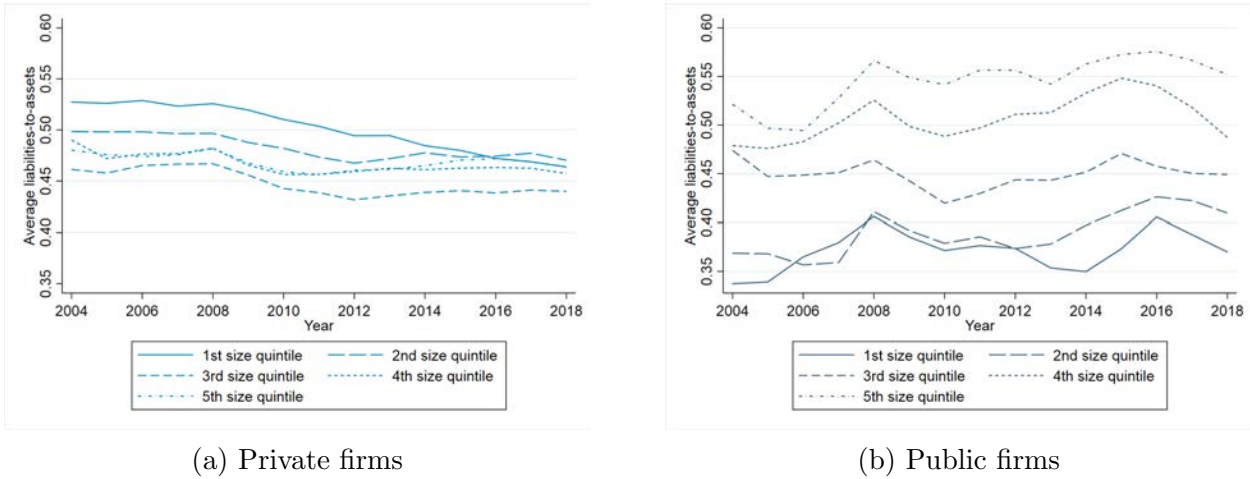 Average liabilities-to-assets
0.60
0.55
0.50
0.45
0.40
0.35
2004 2006 2008 2010 2012 2014 2016 2018
Year
1st size quintile 2nd size quintile
3rd size quintile 4th size quintile
5th size quintile
(a) Private firms
Average liabilities-to-assets
0.60
0.55
0.50
0.45
0.40
0.35
2004 2006 2008 2010 2012 2014 2016 2018
Year
1st size quintile 2nd size quintile
3rd size quintile 4th size quintile
5th size quintile
(b) Public firms